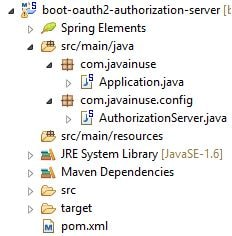 boot-oauth2-authorization-server [b
Spring Elements
src/main/java
com.javainuse
Application.java
com.javainuse.config
AuthorizationServer.java
src/main/resources
JRE System Library [JavaSE-1.6]
Maven Dependencies
src
target
pom.xml